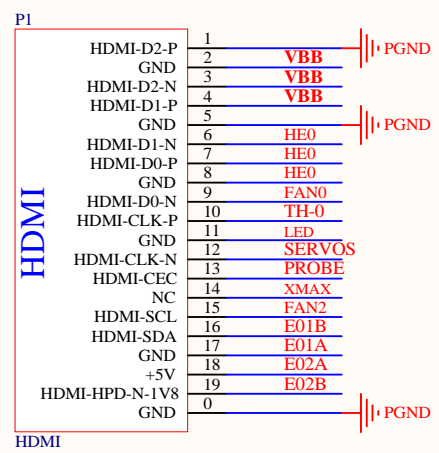 P1
HDMI
HDMI-D2-P 1 PGND
GND 2 VBB
HDMI-D2-N 3 VBB
HDMI-D1-P 4 VBB
GND 5 PGND
HDMI-D1-N 6 HE0
HDMI-D0-P 7 HE0
GND 8 HE0
HDMI-D0-N 9 FAN0
HDMI-CLK-P 10 TH-0
GND 11 LED
HDMI-CLK-N 12 SERVOS
HDMI-CEC 13 PROBE
NC 14 XMAX
HDMI-SCL 15 FAN2
HDMI-SDA 16 E01B
GND 17 E01A
+5V 18 E02A
HDMI-HPD-N-1V8 19 E02B
GND 0 PGND
HDMI